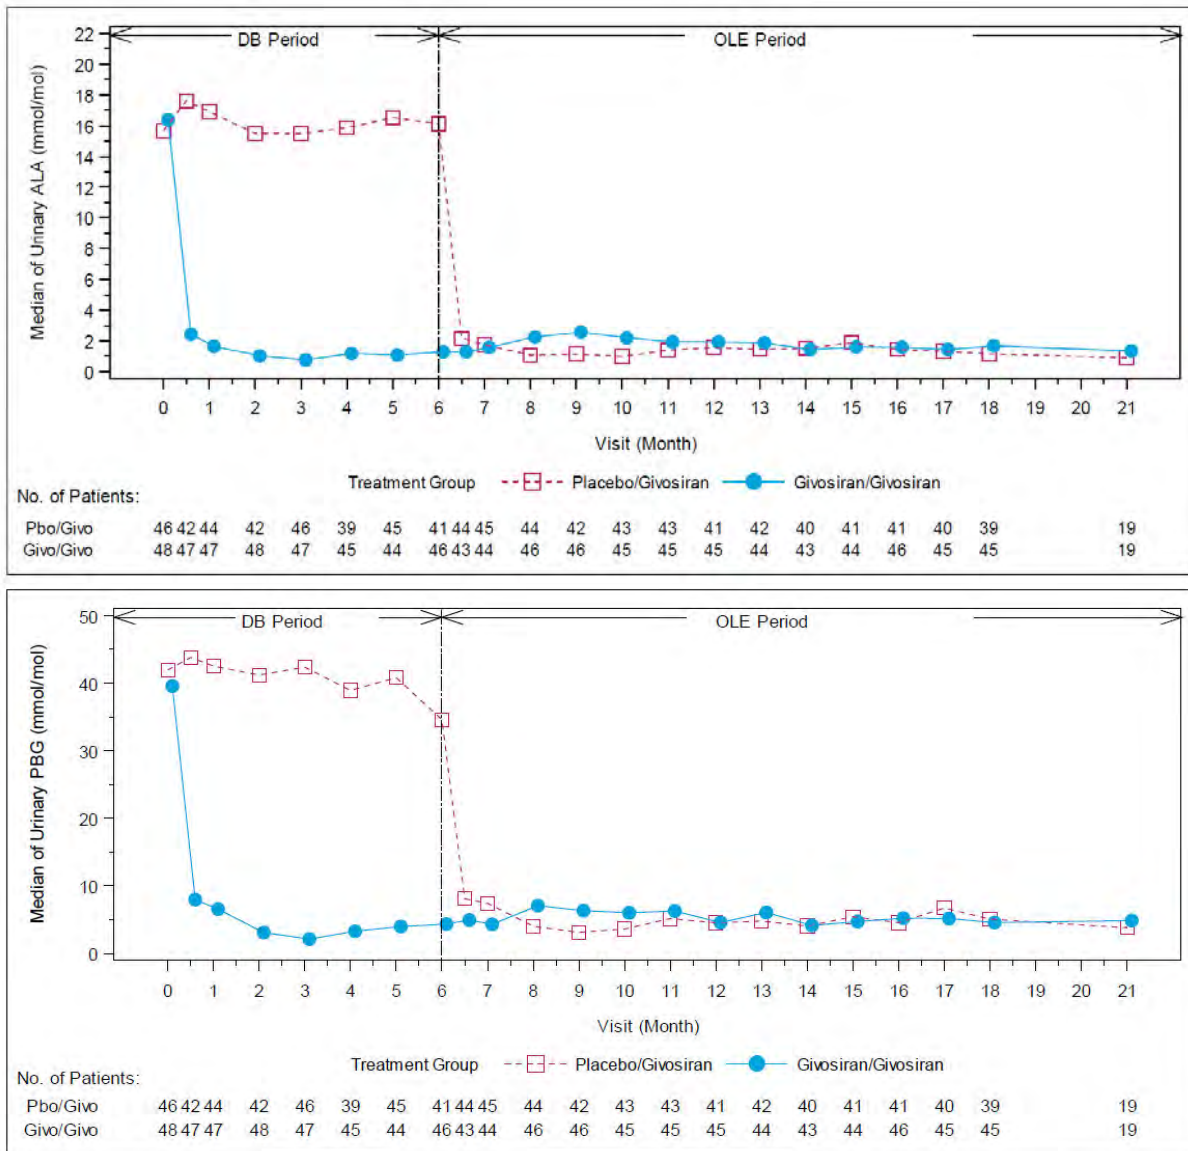 DB Period OLE Period
Median of Urinary ALA (mmol/mol)
22
20
18
16
14
12
10
8
6
4
2
0
0 1 2 3 4 5 6 7 8 9 10 11 12 13 14 15 16 17 18 19 20 21
Visit (Month)
Treatment Group Placebo/Givosiran Givosiran/Givosiran
No. of Patients:
Pbo/Givo 46 42 44 42 46 39 45 41 44 45 44 42 43 43 41 42 40 41 41 40 39 19
Givo/Givo 48 47 47 48 47 45 44 46 43 44 46 46 45 45 45 44 43 44 46 45 45 19
DB Period OLE Period
Median of Urinary PBG (mmol/mol)
50
40
30
20
10
0
0 1 2 3 4 5 6 7 8 9 10 11 12 13 14 15 16 17 18 19 20 21
Visit (Month)
Treatment Group Placebo/Givosiran Givosiran/Givosiran
No. of Patients:
Pbo/Givo 46 42 44 42 46 39 45 41 44 45 44 42 43 43 41 42 40 41 41 40 39 19
Givo/Givo 48 47 47 48 47 45 44 46 43 44 46 46 45 45 45 44 43 44 46 45 45 19